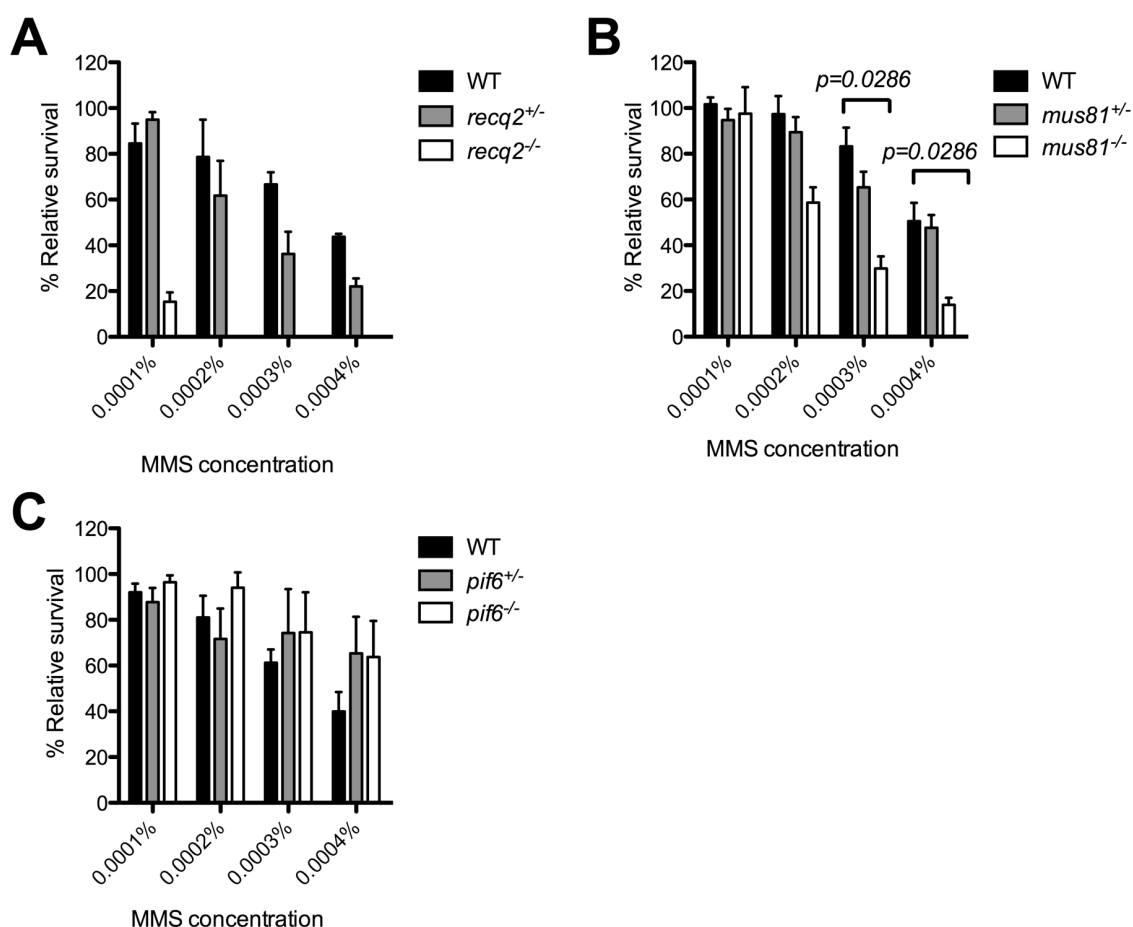 A
120
100
80
60
40
20
0
% Relative survival
0.0001%
0.0002%
0.0003%
0.0004%
MMS concentration
WT
recq2+/-
recq2-/-
B
120
100
80
60
40
20
0
% Relative survival
p=0.0286
p=0.0286
0.0001%
0.0002%
0.0003%
0.0004%
MMS concentration
WT
mus81+/-
mus81-/-
C
120
100
80
60
40
20
0
% Relative survival
0.0001%
0.0002%
0.0003%
0.0004%
MMS concentration
WT
pif6+/-
pif6-/-